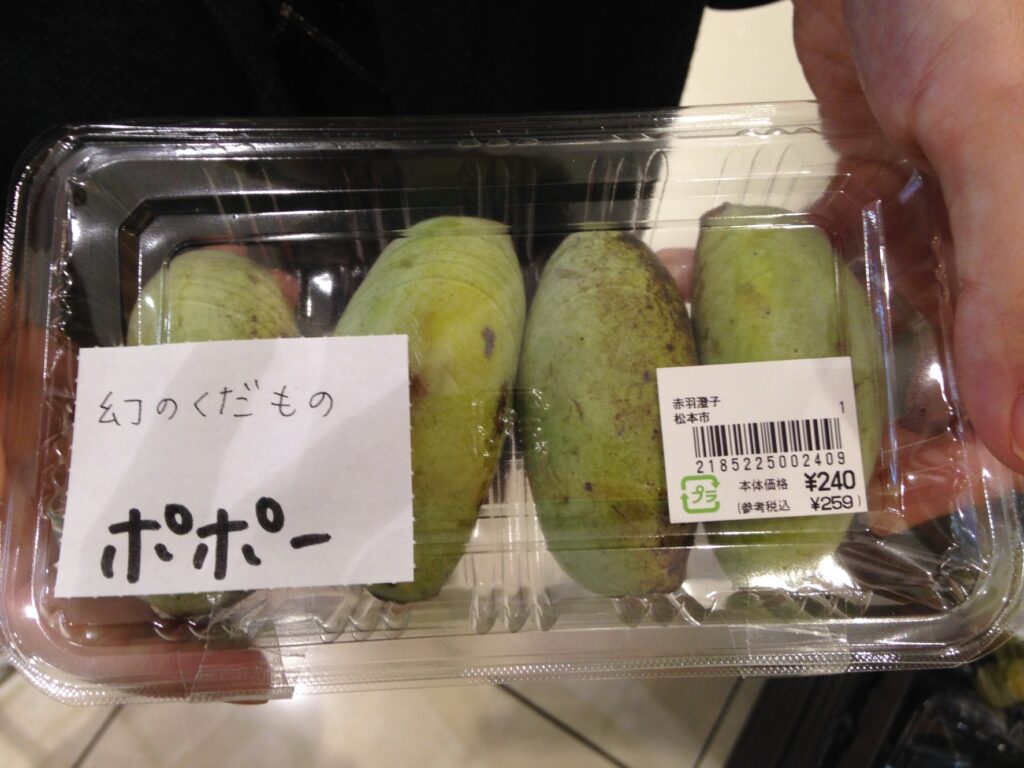 幻のくだもの
ポポー
赤羽澄子
松本市
1
2185225002409
プラ
本体価格 ¥240
(参考税込 ¥259)